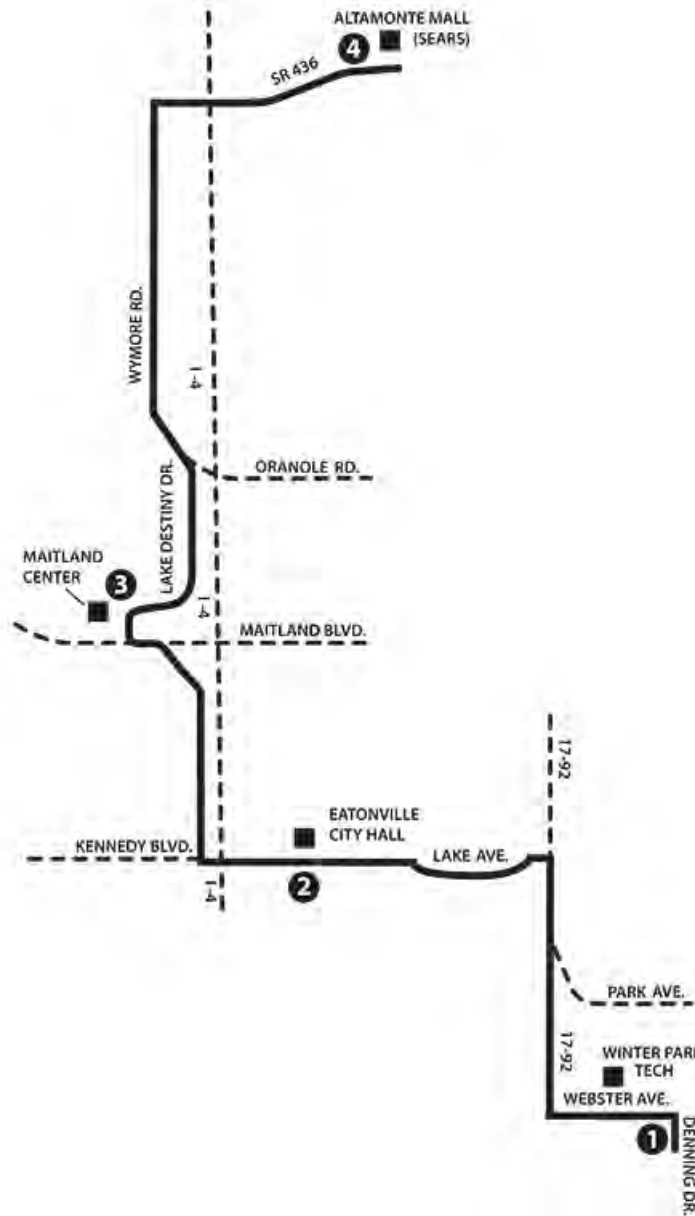 ALTAMONTE MALL
(SEARS)
4
SR 436
WYMORE RD.
I-4
ORANOLE RD.
LAKE DESTINY DR.
MAITLAND
CENTER
3
I-4
MAITLAND BLVD.
17-92
EATONVILLE
CITY HALL
KENNEDY BLVD.
LAKE AVE.
2
I-4
PARK AVE.
17-92
WINTER PARK
TECH
WEBSTER AVE.
1
DENNING DR.